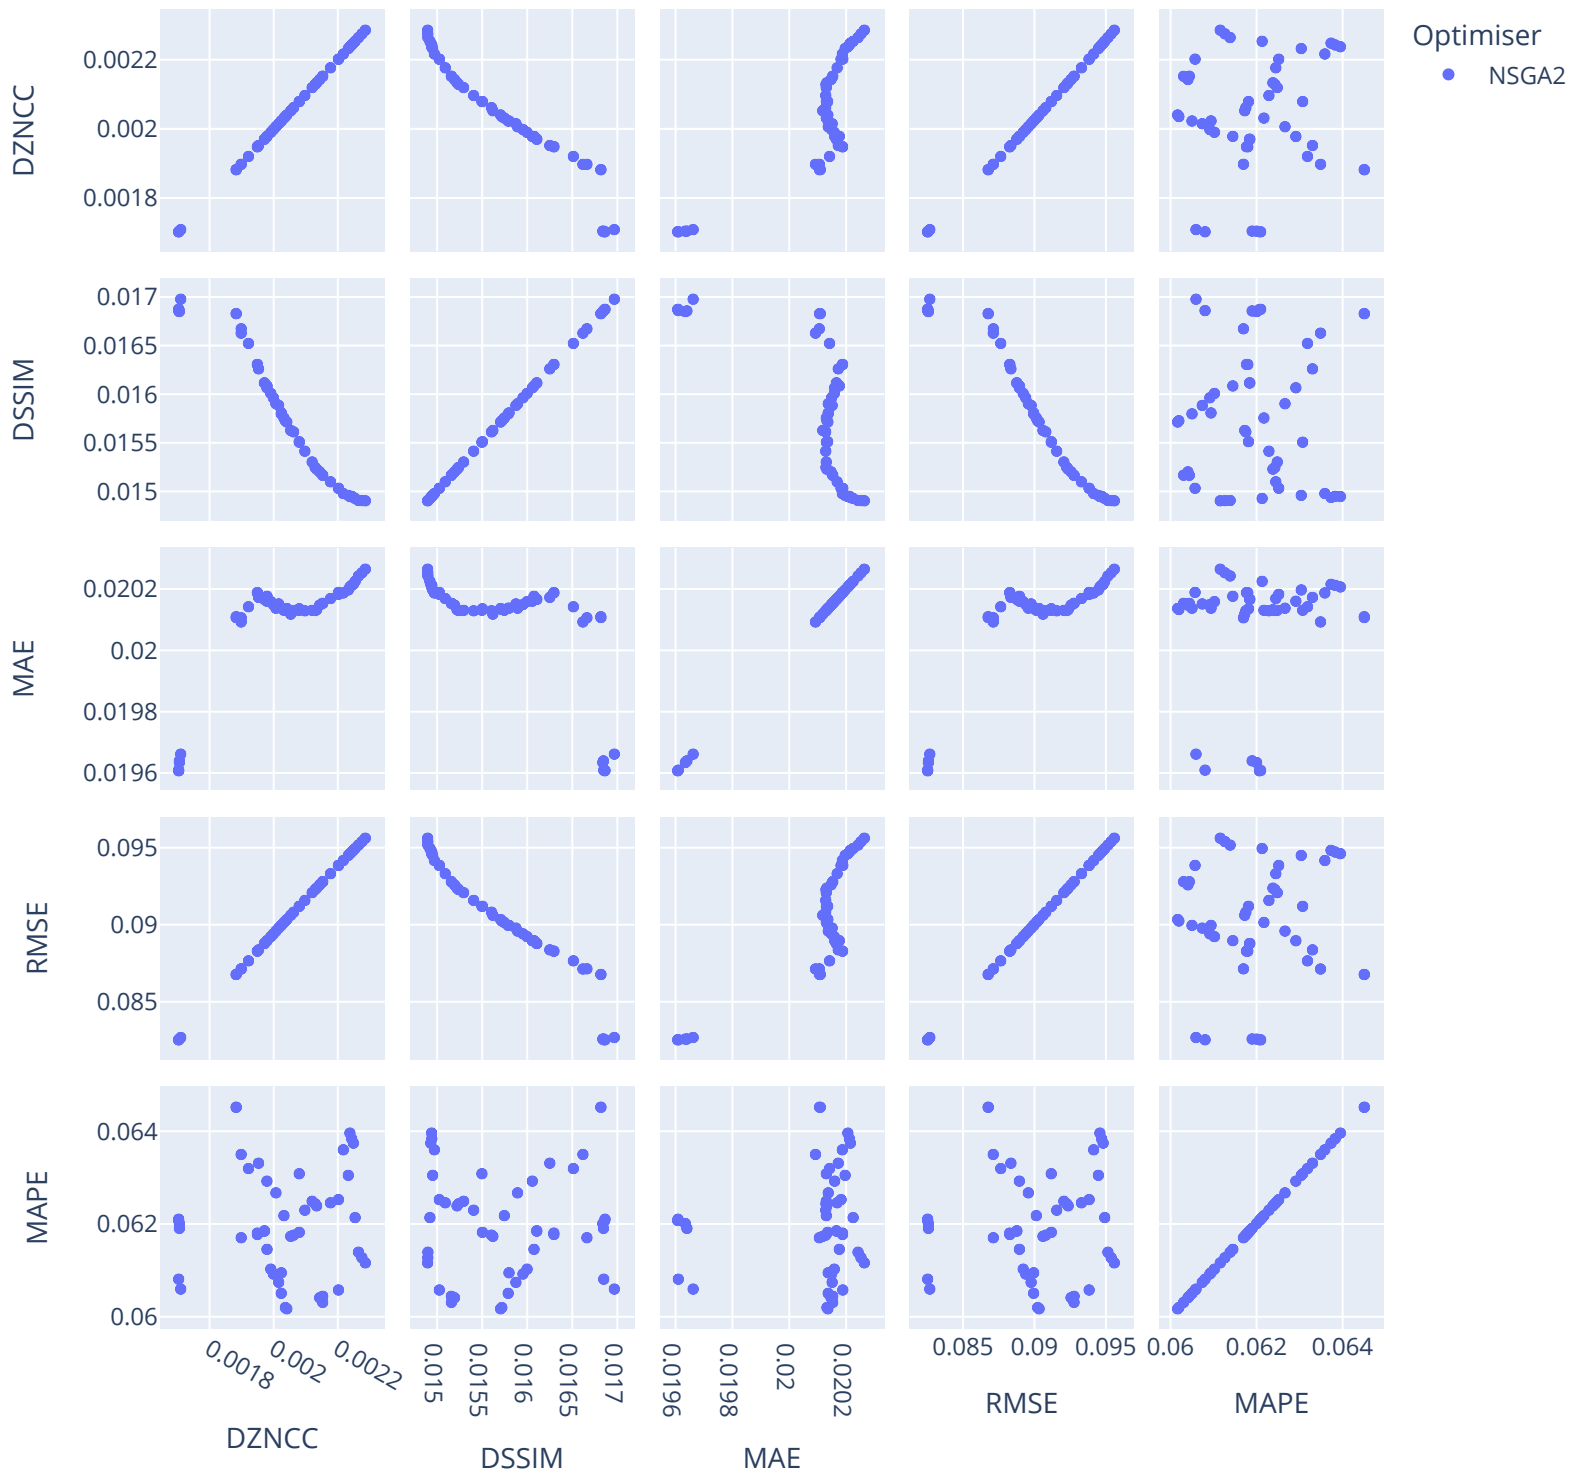 Optimiser
NSGA2
DZNCC
0.0022
0.002
0.0018
DSSIM
0.017
0.0165
0.016
0.0155
0.015
MAE
0.0202
0.02
0.0198
0.0196
RMSE
0.095
0.09
0.085
MAPE
0.064
0.062
0.06
0.0018 0.002 0.0022
0.015 0.0155 0.016 0.0165 0.017
0.0196 0.0198 0.02 0.0202
0.085 0.09 0.095
0.06 0.062 0.064
DZNCC
DSSIM
MAE
RMSE
MAPE